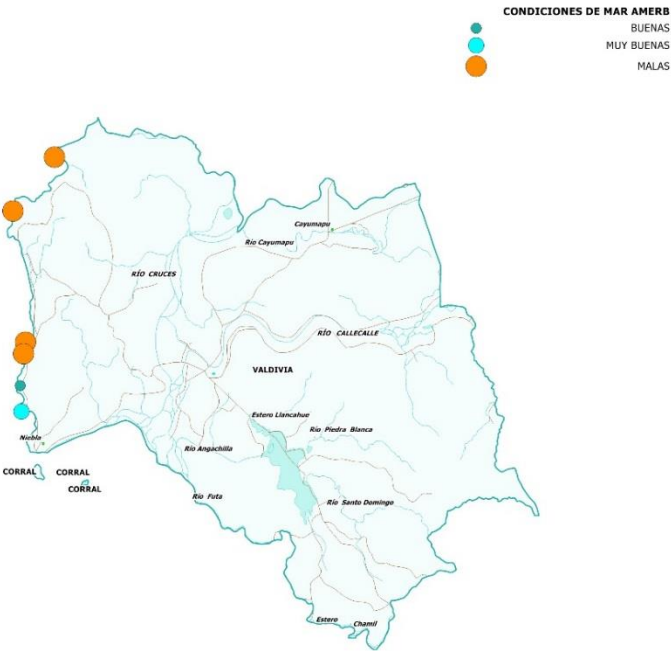 CONDICIONES DE MAR AMERB
BUENAS
MUY BUENAS
MALAS
Cayumapu
Río Cayumapu
RÍO CRUCES
RÍO CALLECALLE
VALDIVIA
Estero Llancahue
Río Piedra Blanca
Niebla
Río Angachilla
CORRAL
CORRAL
CORRAL
Río Futa
Río Santo Domingo
Estero Chamil